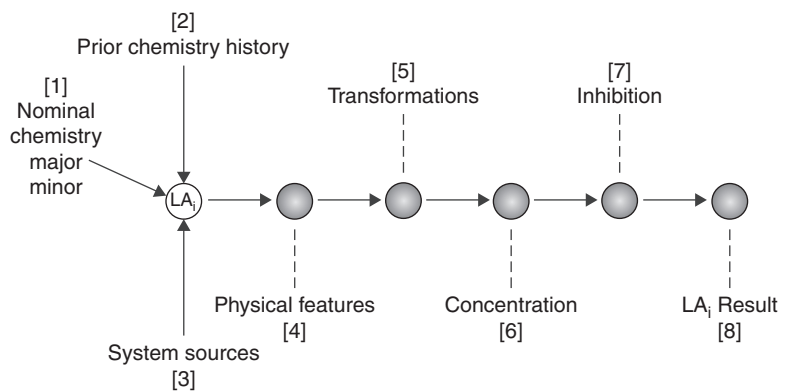 [2]
Prior chemistry history
[1]
Nominal
chemistry
major
minor
[5]
Transformations
[7]
Inhibition
LAi
Physical features
[4]
Concentration
[6]
LAi Result
[8]
System sources
[3]